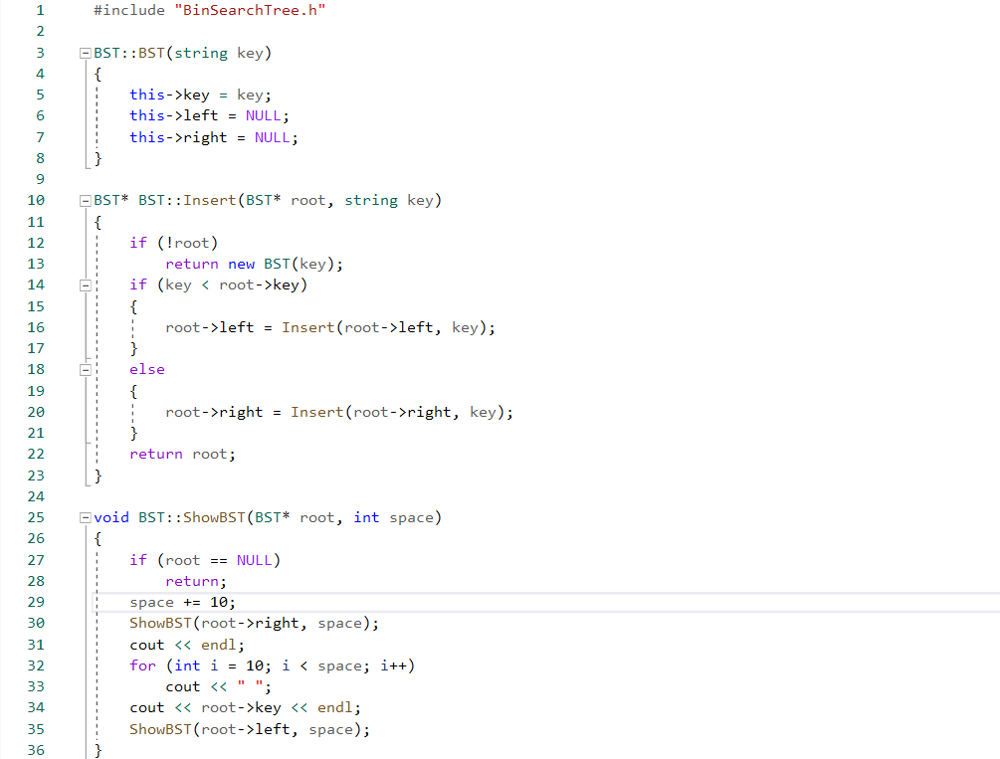 1 #include "BinSearchTree.h"
2
3 BST::BST(string key)
4 {
5     this->key = key;
6     this->left = NULL;
7     this->right = NULL;
8 }
9
10 BST* BST::Insert(BST* root, string key)
11 {
12     if (!root)
13         return new BST(key);
14     if (key < root->key)
15     {
16         root->left = Insert(root->left, key);
17     }
18     else
19     {
20         root->right = Insert(root->right, key);
21     }
22     return root;
23 }
24
25 void BST::ShowBST(BST* root, int space)
26 {
27     if (root == NULL)
28         return;
29     space += 10;
30     ShowBST(root->right, space);
31     cout << endl;
32     for (int i = 10; i < space; i++)
33         cout << " ";
34     cout << root->key << endl;
35     ShowBST(root->left, space);
36 }